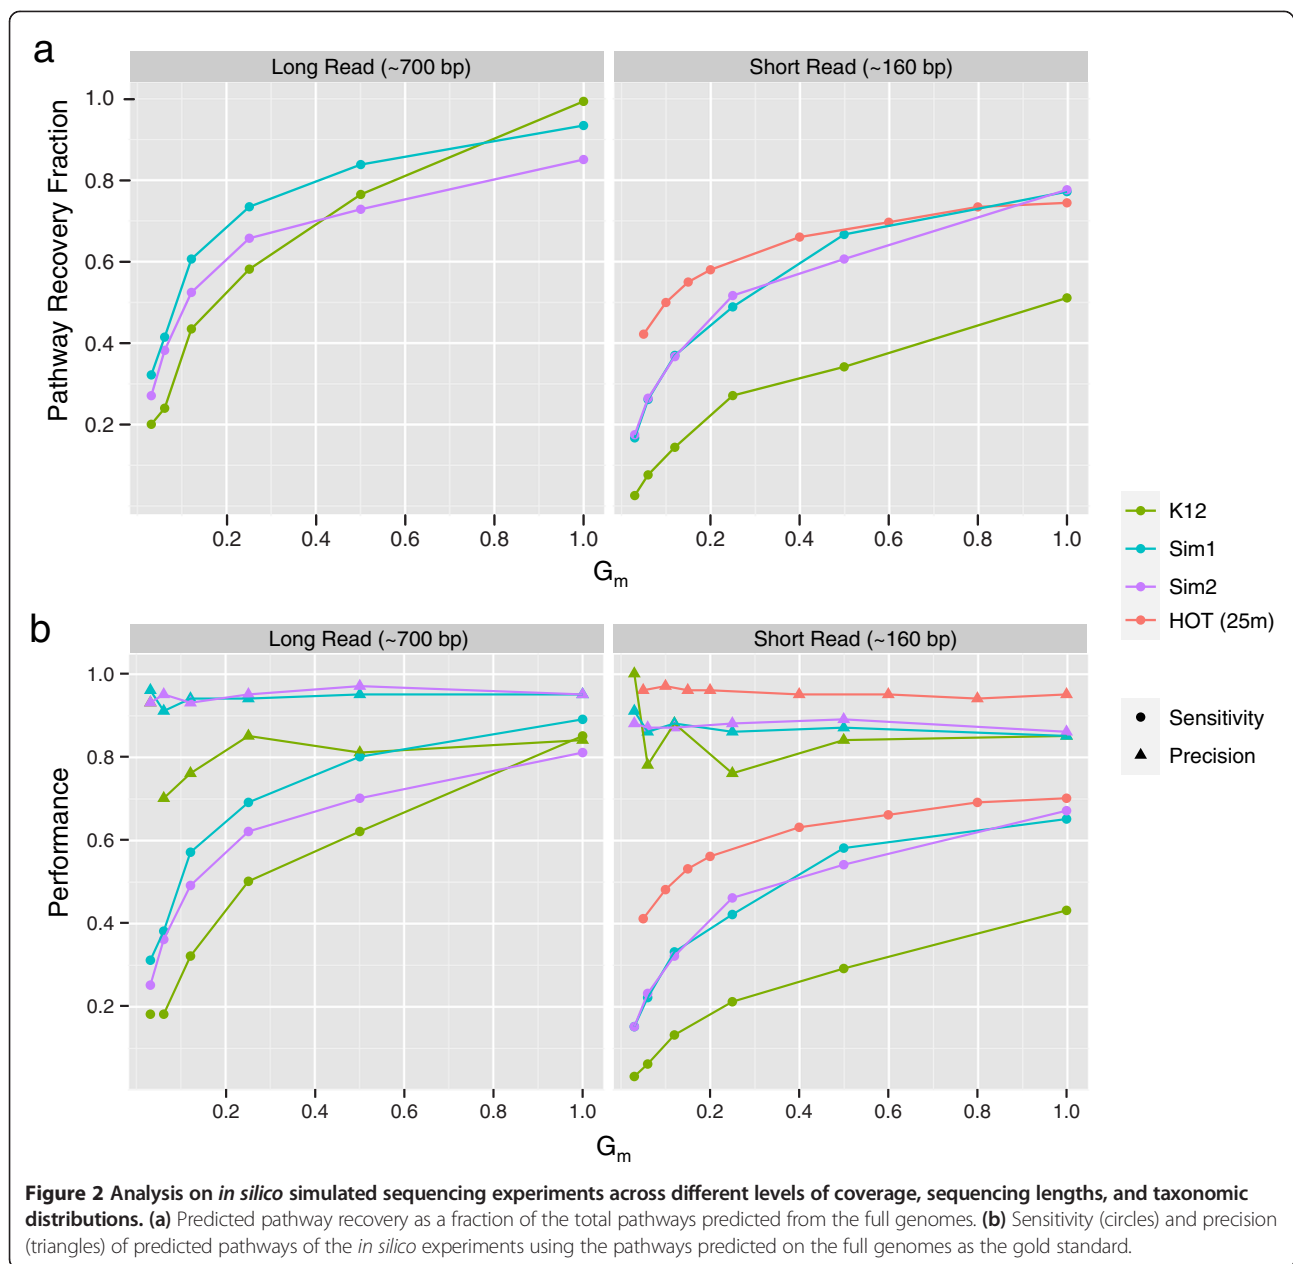 a
Long Read (~700 bp)
Short Read (~160 bp)
Pathway Recovery Fraction
1.0
0.8
0.6
0.4
0.2
0.2 0.4 0.6 0.8 1.0
0.2 0.4 0.6 0.8 1.0
Gm
K12
Sim1
Sim2
HOT (25m)
Sensitivity
Precision
b
Long Read (~700 bp)
Short Read (~160 bp)
Performance
1.0
0.8
0.6
0.4
0.2
0.2 0.4 0.6 0.8 1.0
0.2 0.4 0.6 0.8 1.0
Gm
Figure 2 Analysis on in silico simulated sequencing experiments across different levels of coverage, sequencing lengths, and taxonomic
distributions. (a) Predicted pathway recovery as a fraction of the total pathways predicted from the full genomes. (b) Sensitivity (circles) and precision
(triangles) of predicted pathways of the in silico experiments using the pathways predicted on the full genomes as the gold standard.